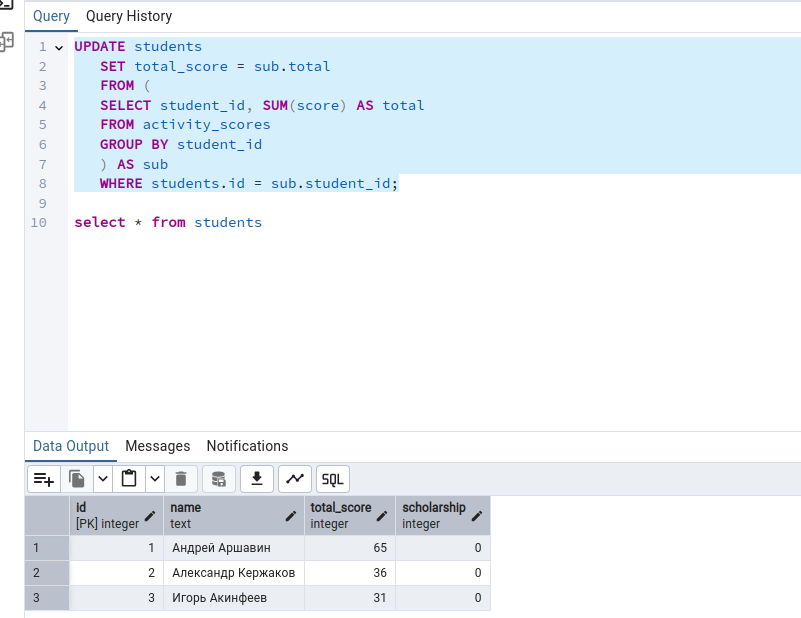 Query Query History
1 UPDATE students
2 SET total_score = sub.total
3 FROM (
4 SELECT student_id, SUM(score) AS total
5 FROM activity_scores
6 GROUP BY student_id
7 ) AS sub
8 WHERE students.id = sub.student_id;
9
10 select * from students
Data Output Messages Notifications
SQL
id name total_score scholarship
[PK] integer text integer integer
1 1 Андрей Аршавин 65 0
2 2 Александр Кержаков 36 0
3 3 Игорь Акинфеев 31 0